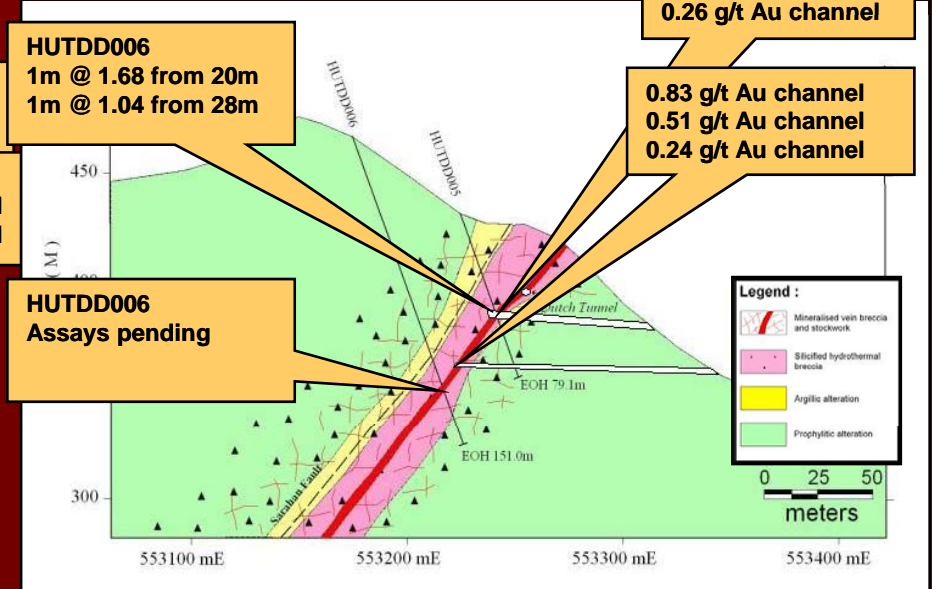 0.26 g/t Au channel
HUTDD006
1m @ 1.68 from 20m
1m @ 1.04 from 28m
0.83 g/t Au channel
0.51 g/t Au channel
0.24 g/t Au channel
HUTDD006
HUTDD005
450
( M )
Dutch Tunnel
HUTDD006
Assays pending
EOH 79.1m
EOH 151.0m
Sarahan Fault
300
Legend :
Mineralised vein breccia
and stockwork
Silicified hydrothermal
breccia
Argillic alteration
Prophylitic alteration
0 25 50
meters
553100 mE 553200 mE 553300 mE 553400 mE